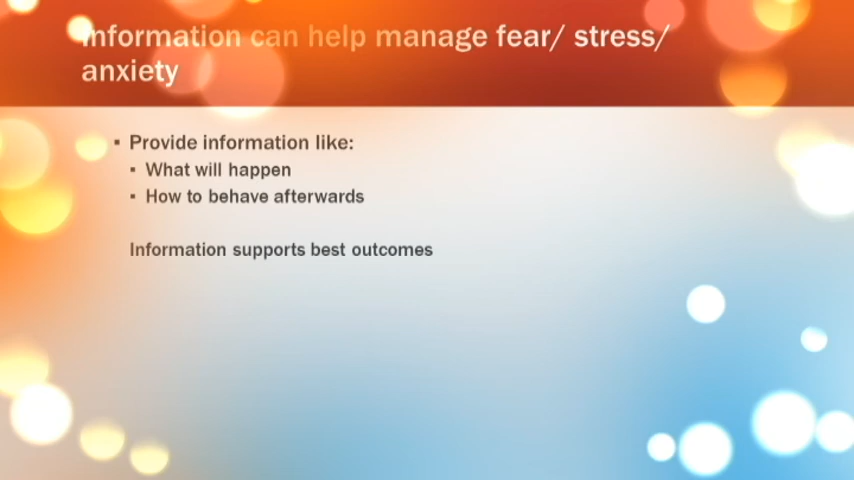 Information can help manage fear/ stress/
anxiety
▪ Provide information like:
▪ What will happen
▪ How to behave afterwards
Information supports best outcomes